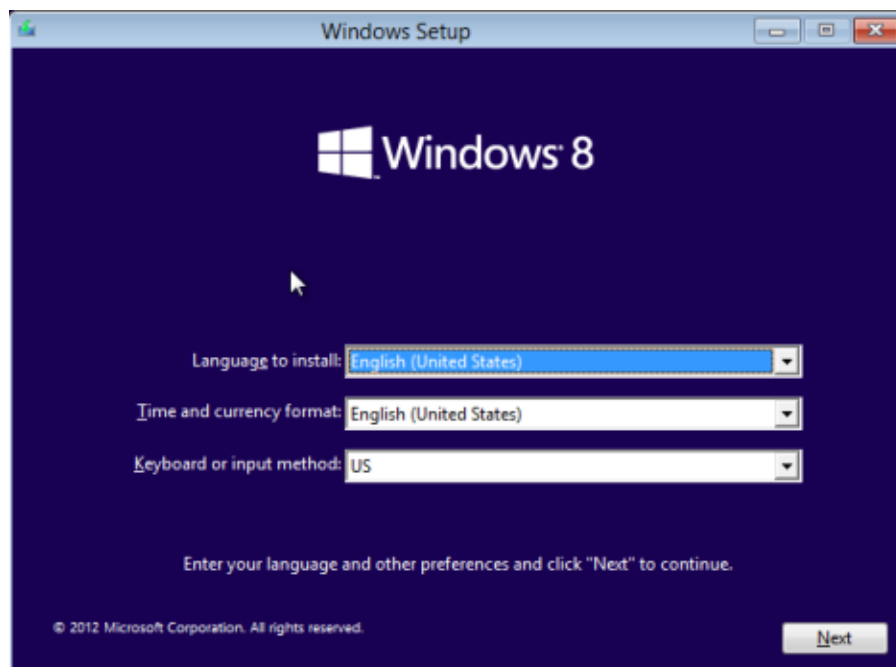 Windows Setup
Windows 8
Language to install: English (United States)
Time and currency format: English (United States)
Keyboard or input method: US
Enter your language and other preferences and click "Next" to continue.
© 2012 Microsoft Corporation. All rights reserved.
Next